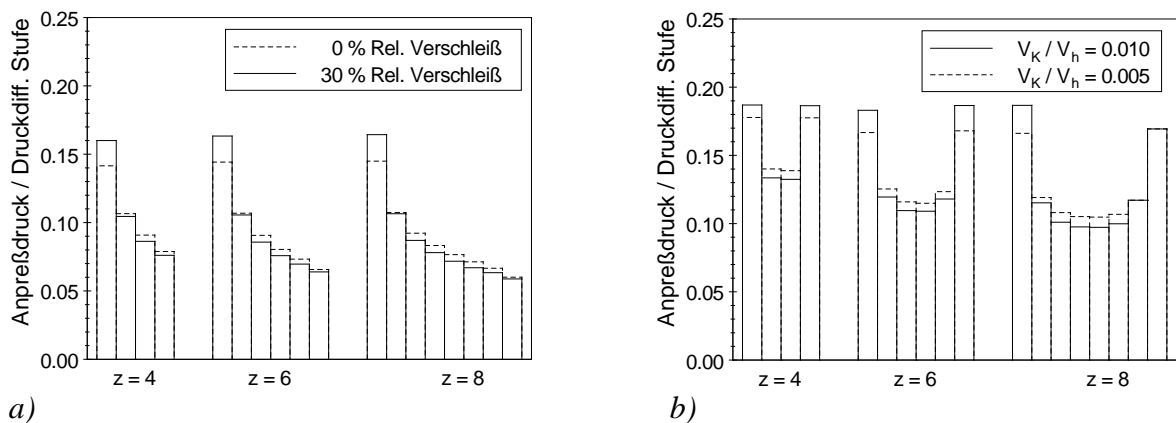 Anpreßdruck / Druckdiff. Stufe
0.25
0.20
0.15
0.10
0.05
0.00
0 % Rel. Verschleiß
30 % Rel. Verschleiß
z = 4
z = 6
z = 8
a)
Anpreßdruck / Druckdiff. Stufe
0.25
0.20
0.15
0.10
0.05
0.00
V_K / V_h = 0.010
V_K / V_h = 0.005
z = 4
z = 6
z = 8
b)